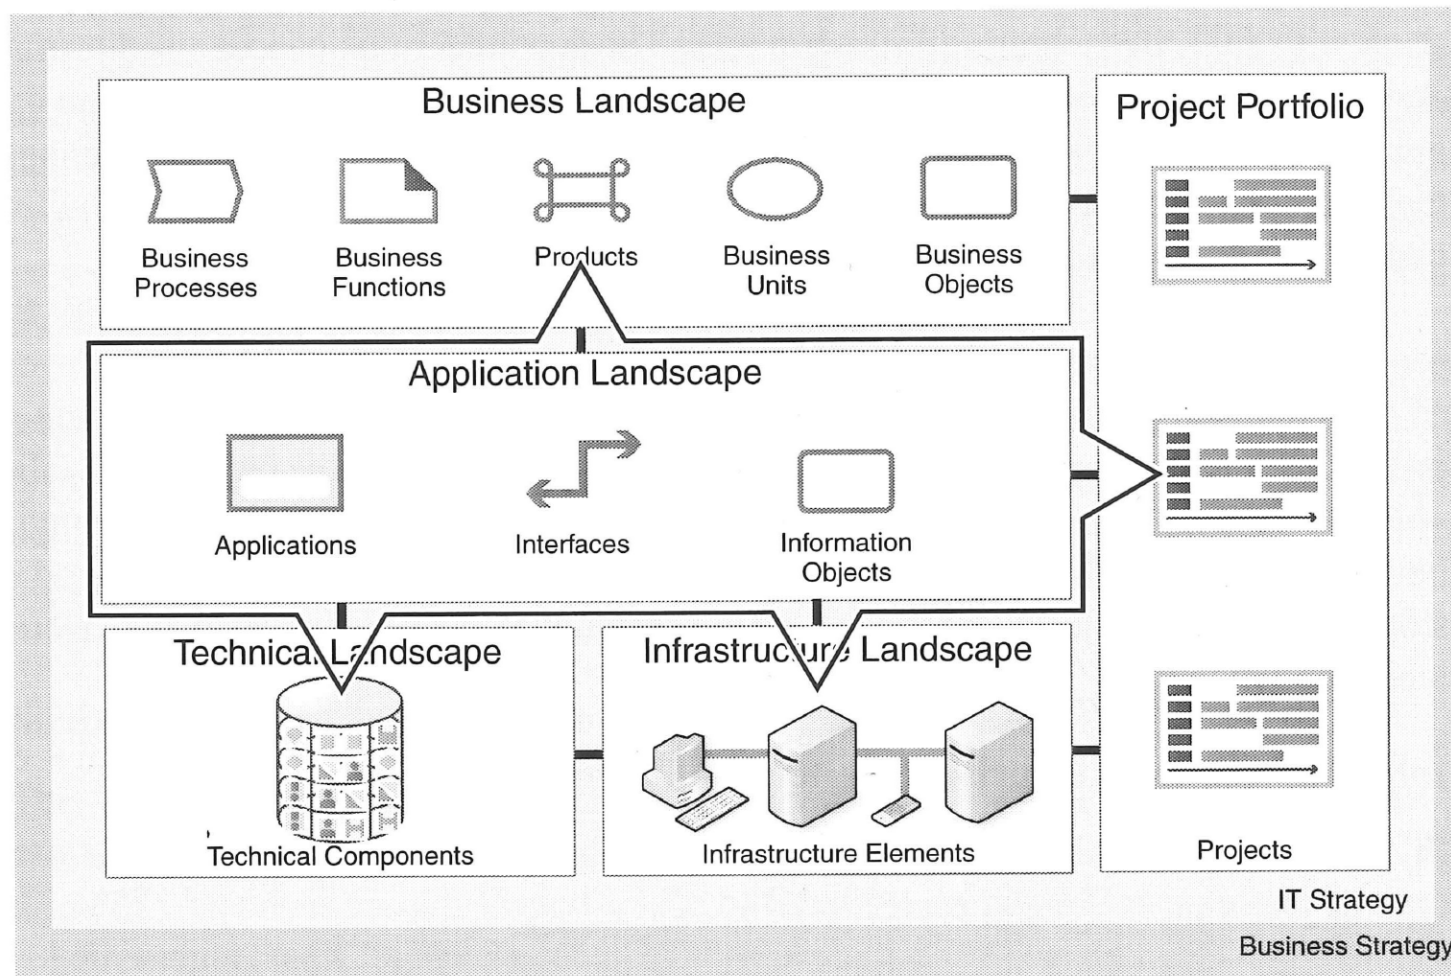 Business Landscape
Business
Processes
Business
Functions
Products
Business
Units
Business
Objects
Project Portfolio
Application Landscape
Applications
Interfaces
Information
Objects
Technical Landscape
Technical Components
Infrastructure Landscape
Infrastructure Elements
Projects
IT Strategy
Business Strategy